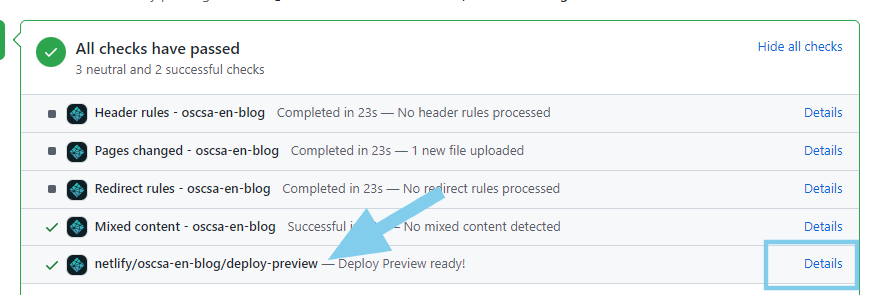 All checks have passed
Hide all checks
3 neutral and 2 successful checks
Header rules - oscsa-en-blog Completed in 23s — No header rules processed Details
Pages changed - oscsa-en-blog Completed in 23s — 1 new file uploaded Details
Redirect rules - oscsa-en-blog Completed in 23s — No redirect rules processed Details
Mixed content - oscsa-en-blog Successful — No mixed content detected Details
netlify/oscsa-en-blog/deploy-preview — Deploy Preview ready! Details